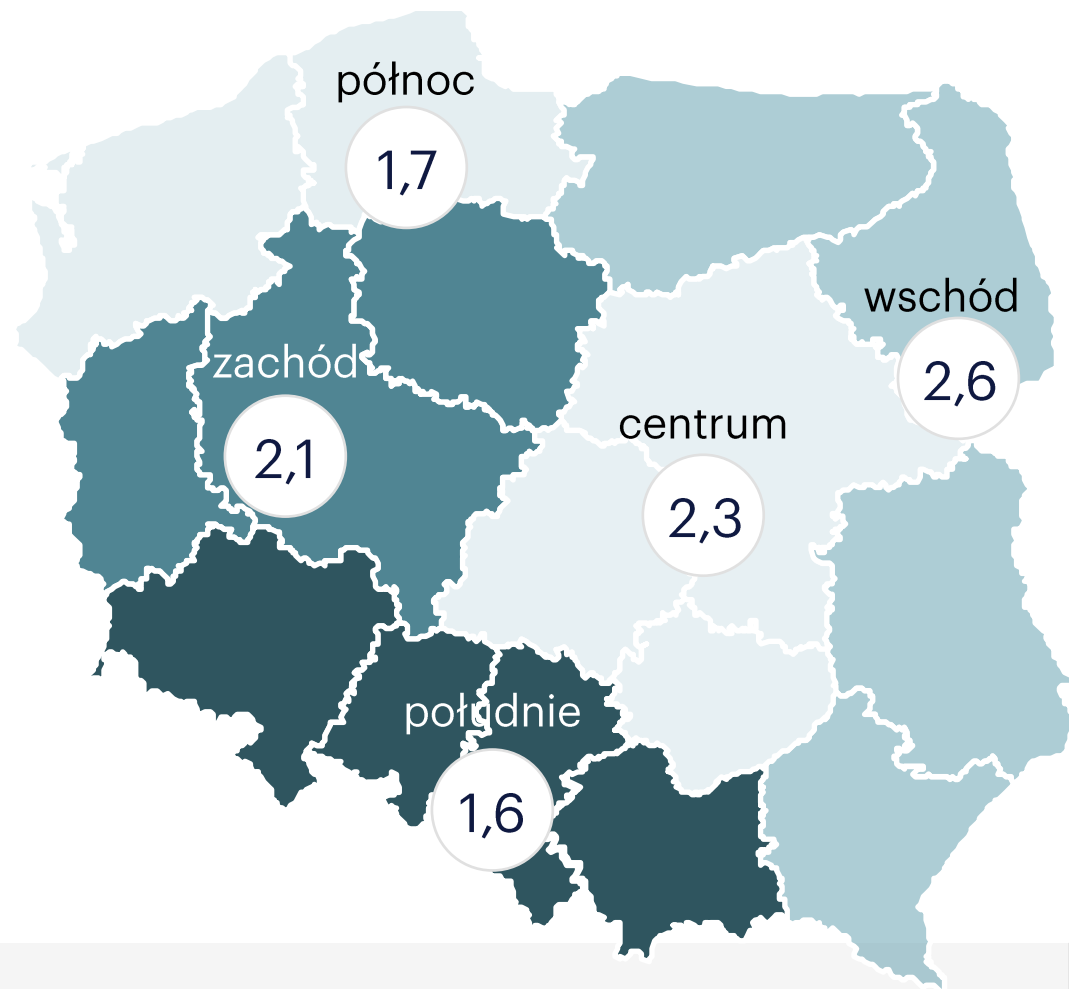 północ
1,7
wschód
2,6
zachód
2,1
centrum
2,3
południe
1,6